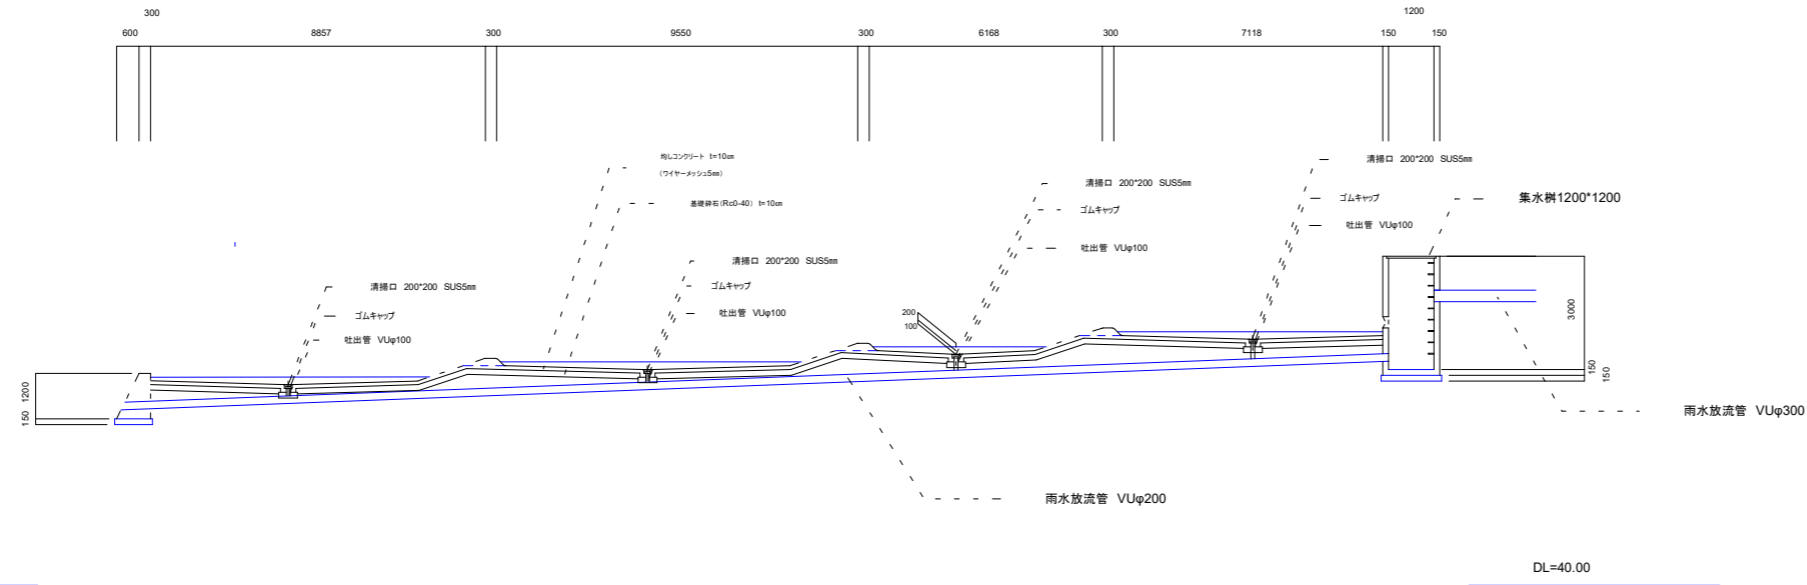 300
1200
600
8857
300
9550
300
6168
300
7118
150
150
均しコンクリート t=10㎝
(ワイヤーメッシュ5㎜)
基礎砕石(Rc0-40) t=10㎝
清掃口 200*200 SUS5㎜
ゴムキャップ
吐出管 VUφ100
清掃口 200*200 SUS5㎜
ゴムキャップ
吐出管 VUφ100
清掃口 200*200 SUS5㎜
ゴムキャップ
吐出管 VUφ100
清掃口 200*200 SUS5㎜
ゴムキャップ
吐出管 VUφ100
集水桝1200*1200
200
100
3000
150
150
1200
150
雨水放流管 VUφ300
雨水放流管 VUφ200
DL=40.00